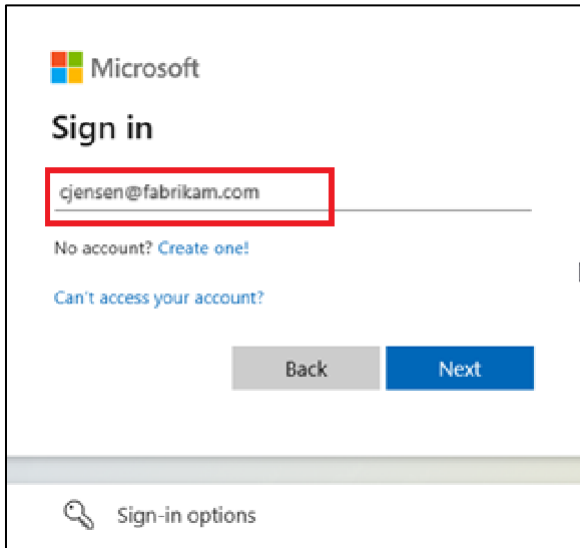 Microsoft
Sign in
cjensen@fabrikam.com
No account? Create one!
Can't access your account?
Back Next
Sign-in options